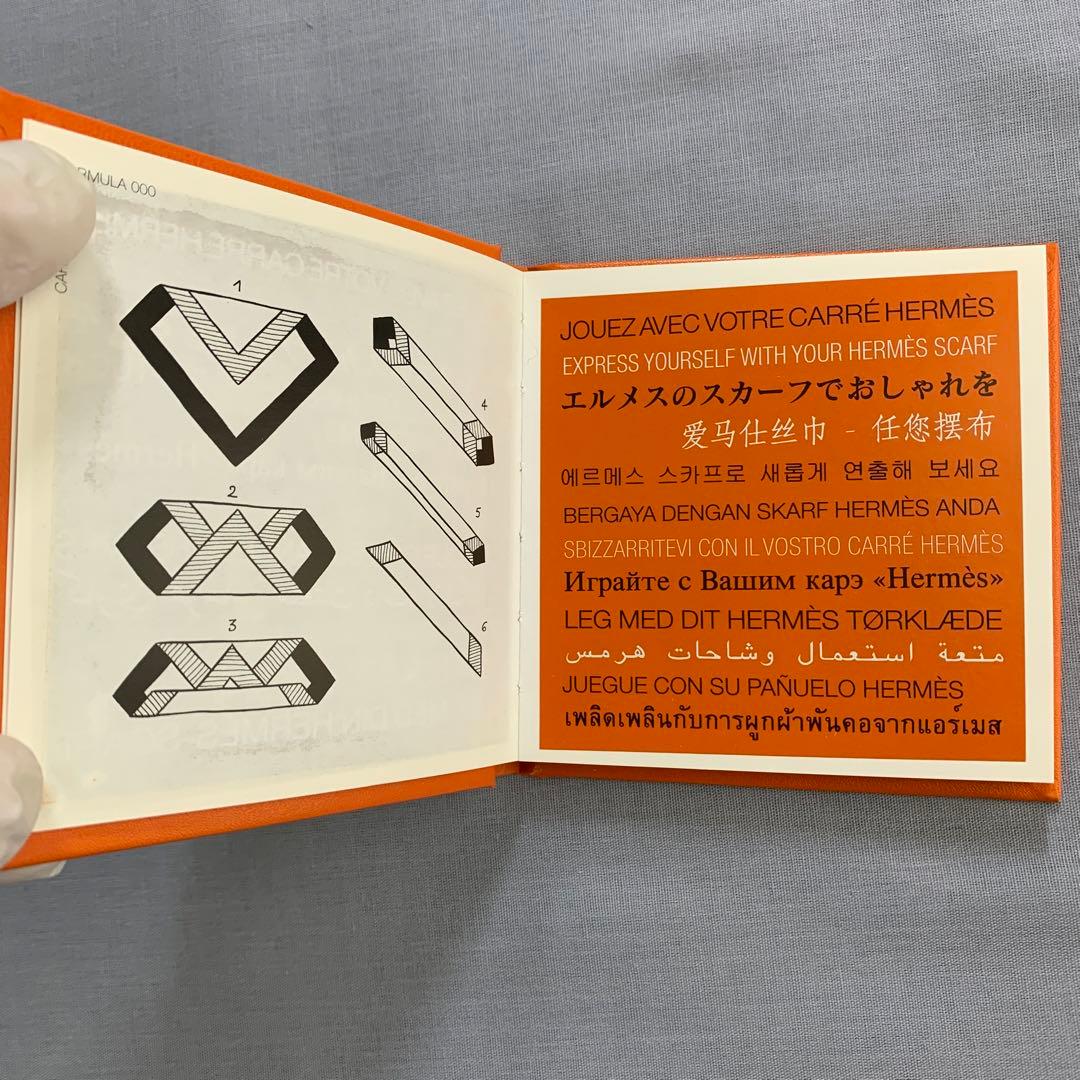 000
1
2
3
4
5
6
JOUEZ AVEC VOTRE CARRÉ HERMÈS
EXPRESS YOURSELF WITH YOUR HERMÈS SCARF
エルメスのスカーフでおしゃれを
爱马仕丝巾 - 任您摆布
에르메스 스카프로 새롭게 연출해 보세요
BERGAYA DENGAN SKARF HERMÈS ANDA
SBIZZARRITEVI CON IL VOSTRO CARRÉ HERMÈS
Играйте с Вашим карэ «Hermès»
LEG MED DIT HERMÈS TØRKLÆDE
متعة استعمال وشاحات هرمس
JUEGUE CON SU PAÑUELO HERMÈS
เพลิดเพลินกับการผูกผ้าพันคอจากแอร์เมส